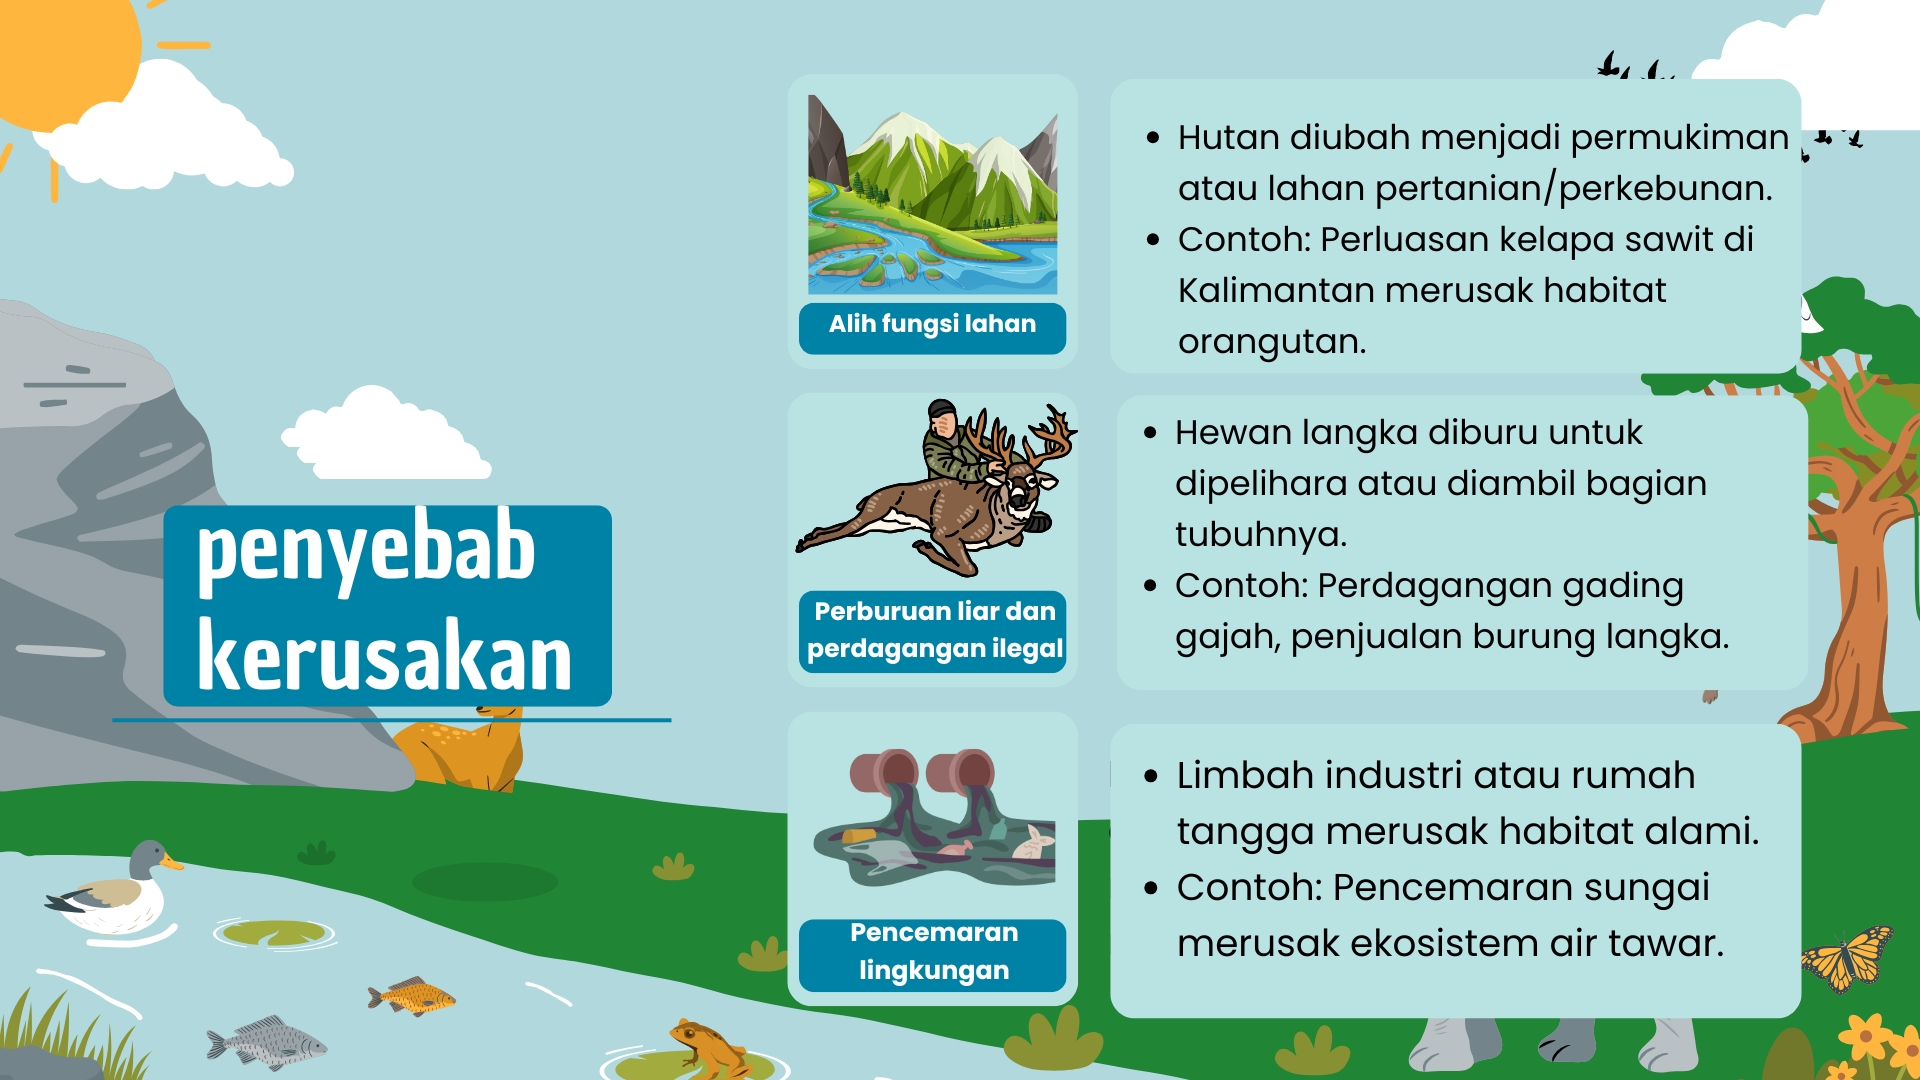 penyebab
kerusakan
Alih fungsi lahan
• Hutan diubah menjadi permukiman
atau lahan pertanian/perkebunan.
• Contoh: Perluasan kelapa sawit di
Kalimantan merusak habitat
orangutan.
Perburuan liar dan
perdagangan ilegal
• Hewan langka diburu untuk
dipelihara atau diambil bagian
tubuhnya.
• Contoh: Perdagangan gading
gajah, penjualan burung langka.
Pencemaran
lingkungan
• Limbah industri atau rumah
tangga merusak habitat alami.
• Contoh: Pencemaran sungai
merusak ekosistem air tawar.